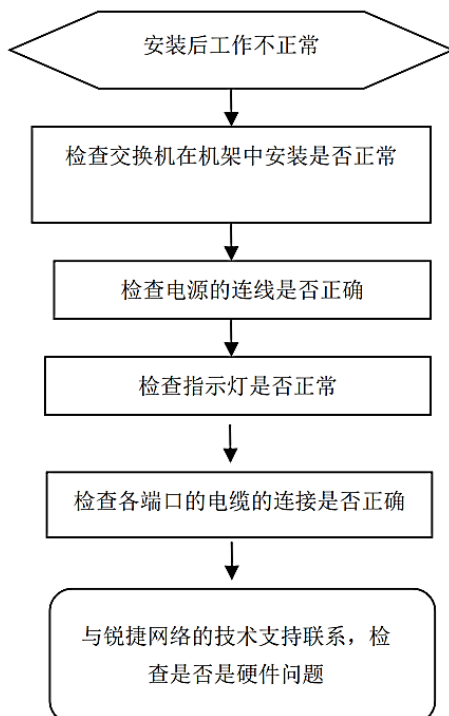 安装后工作不正常
检查交换机在机架中安装是否正常
检查电源的连线是否正确
检查指示灯是否正常
检查各端口的电缆的连接是否正确
与锐捷网络的技术支持联系，检
查是否是硬件问题